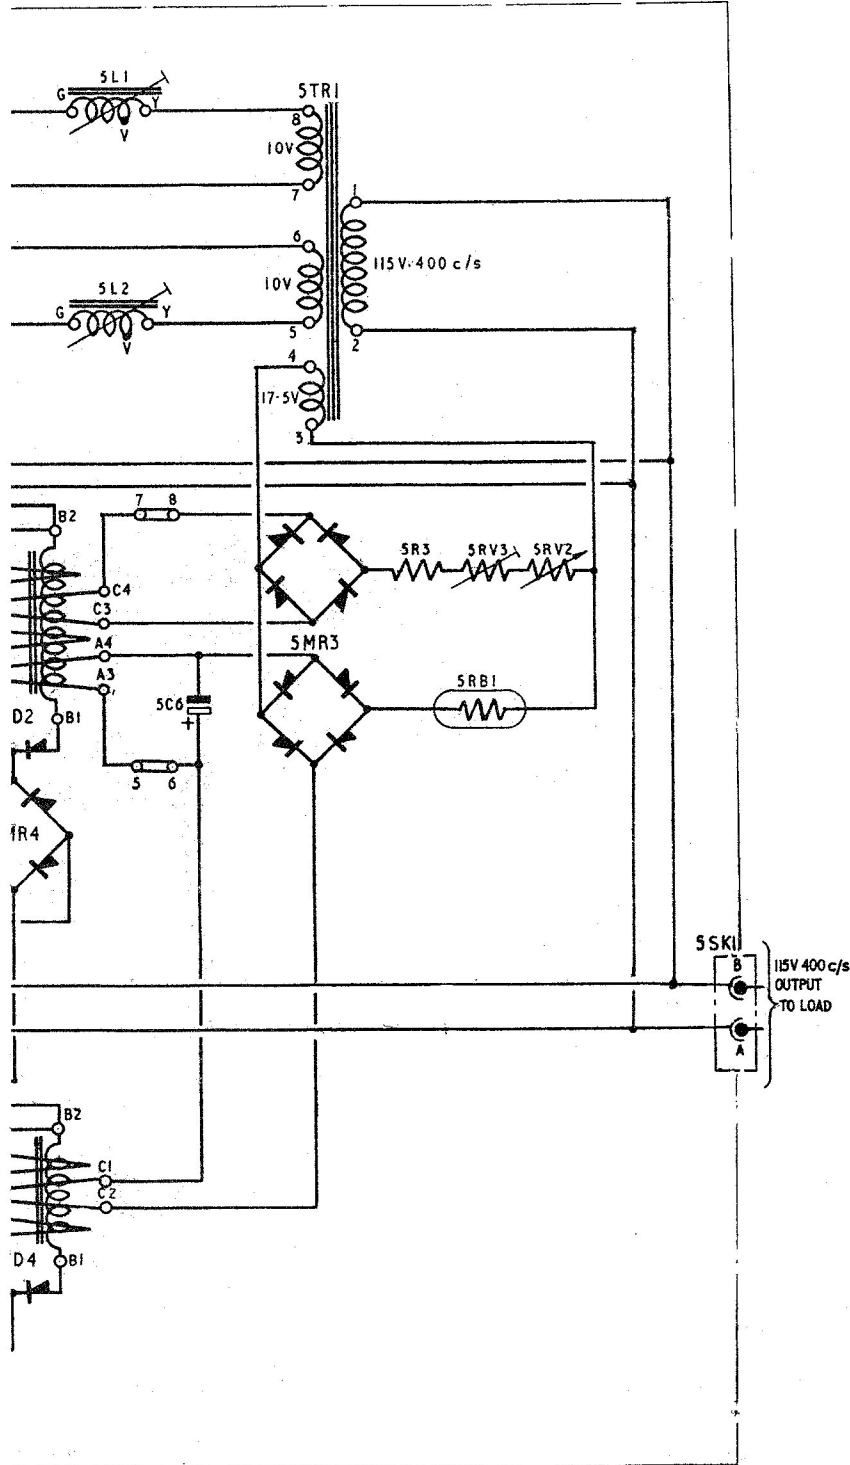 5L1
G
Y
V
5TR1
8
10V
7
1
6
115V·400 c/s
10V
5L2
G
Y
V
5
2
4
17·5V
3
7 8
B2
5R3 5RV3 5RV2
C4
C3
A4
5MR3
A3
5RB1
5C6
+
D2
B1
5 6
MR4
5SK1
B
115V 400 c/s
OUTPUT
TO LOAD
A
B2
C1
C2
D4
B1